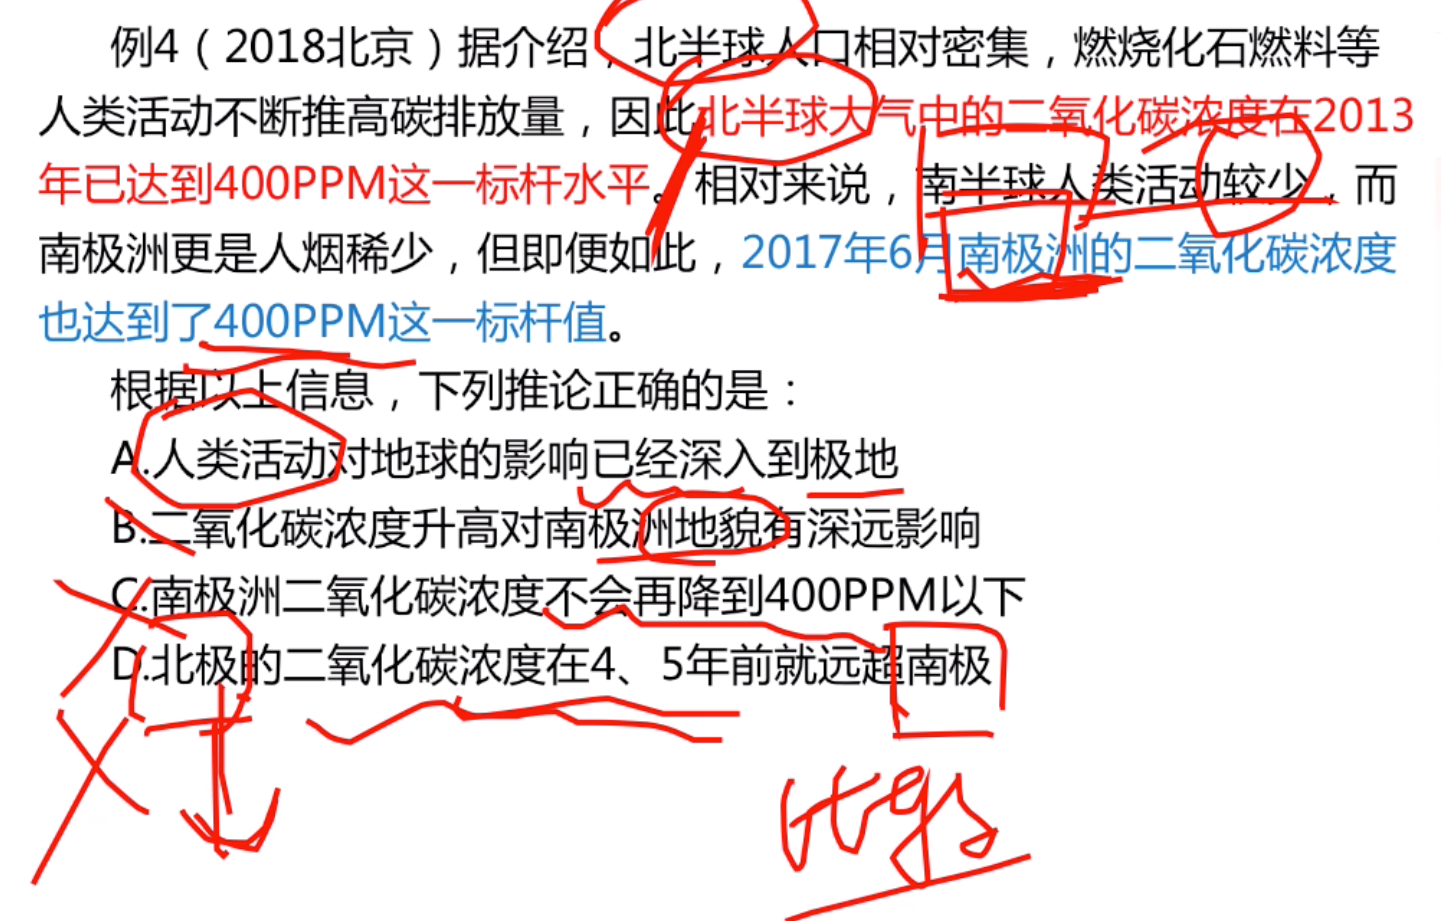 例4（2018北京）据介绍，北半球人口相对密集，燃烧化石燃料等
人类活动不断推高碳排放量，因此北半球大气中的二氧化碳浓度在2013
年已达到400PPM这一标杆水平。相对来说，南半球人类活动较少，而
南极洲更是人烟稀少，但即便如此，2017年6月南极洲的二氧化碳浓度
也达到了400PPM这一标杆值。
根据以上信息，下列推论正确的是：
A.人类活动对地球的影响已经深入到极地
B.二氧化碳浓度升高对南极洲地貌有深远影响
C.南极洲二氧化碳浓度不会再降到400PPM以下
D.北极的二氧化碳浓度在4、5年前就远超南极